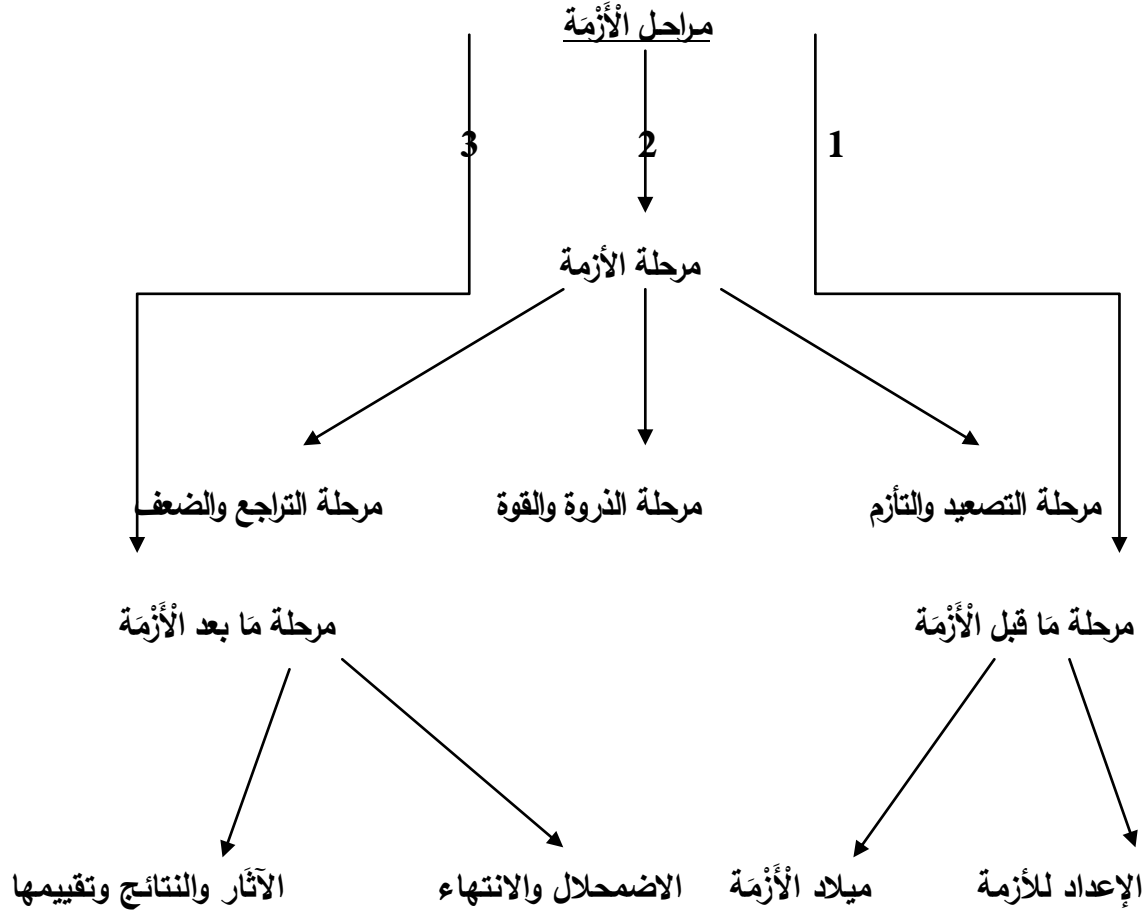 مراحل الْأَزْمَة
1 2 3
مرحلة الأزمة
مرحلة التصعيد والتأزم مرحلة الذروة والقوة مرحلة التراجع والضعف
مرحلة مَا قبل الْأَزْمَة مرحلة مَا بعد الْأَزْمَة
الإعداد للأزمة ميلاد الْأَزْمَة الاضمحلال والانتهاء الآثَار والنتائج وتقييمها